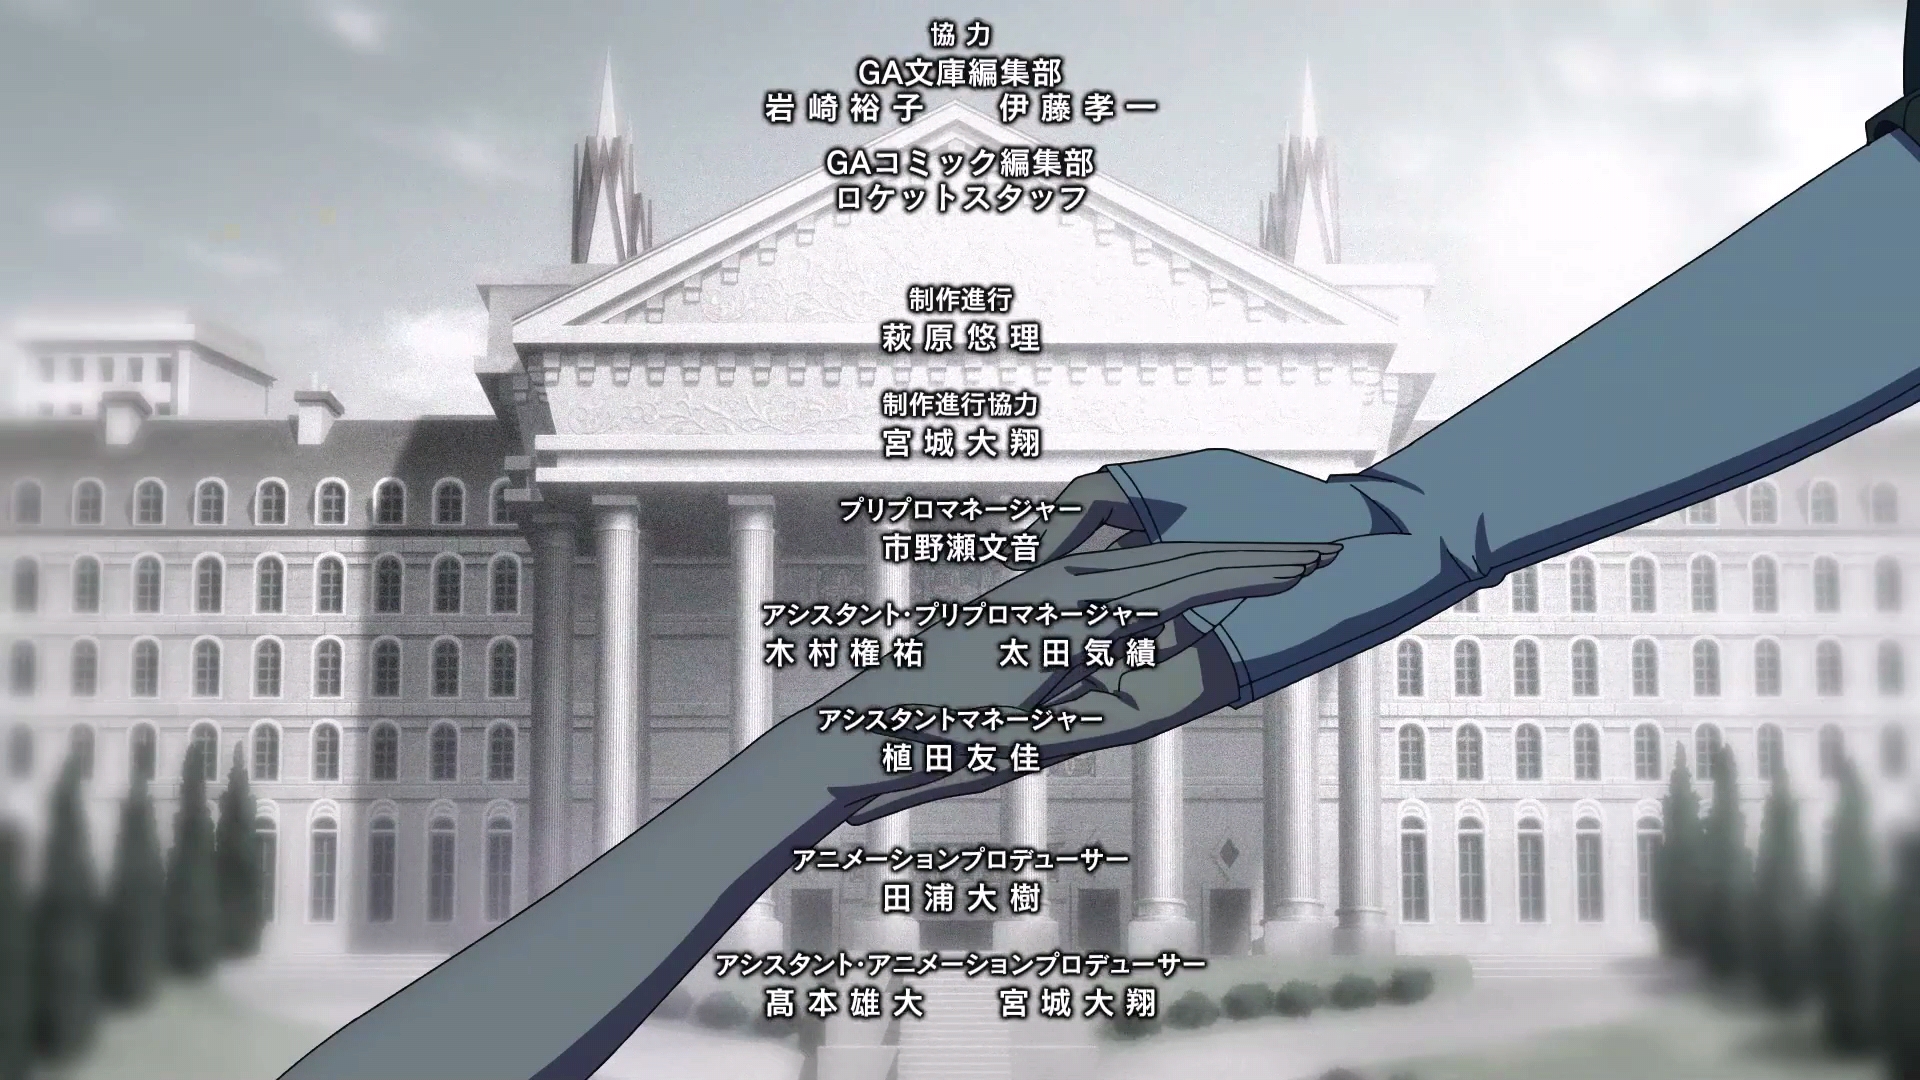 協力
GA文庫編集部
岩崎裕子 伊藤孝一
GAコミック編集部
ロケットスタッフ
制作進行
萩原悠理
制作進行協力
宮城大翔
プリプロマネージャー
市野瀬文音
アシスタント・プリプロマネージャー
木村権祐 太田気績
アシスタントマネージャー
植田友佳
アニメーションプロデューサー
田浦大樹
アシスタント・アニメーションプロデューサー
髙本雄大 宮城大翔